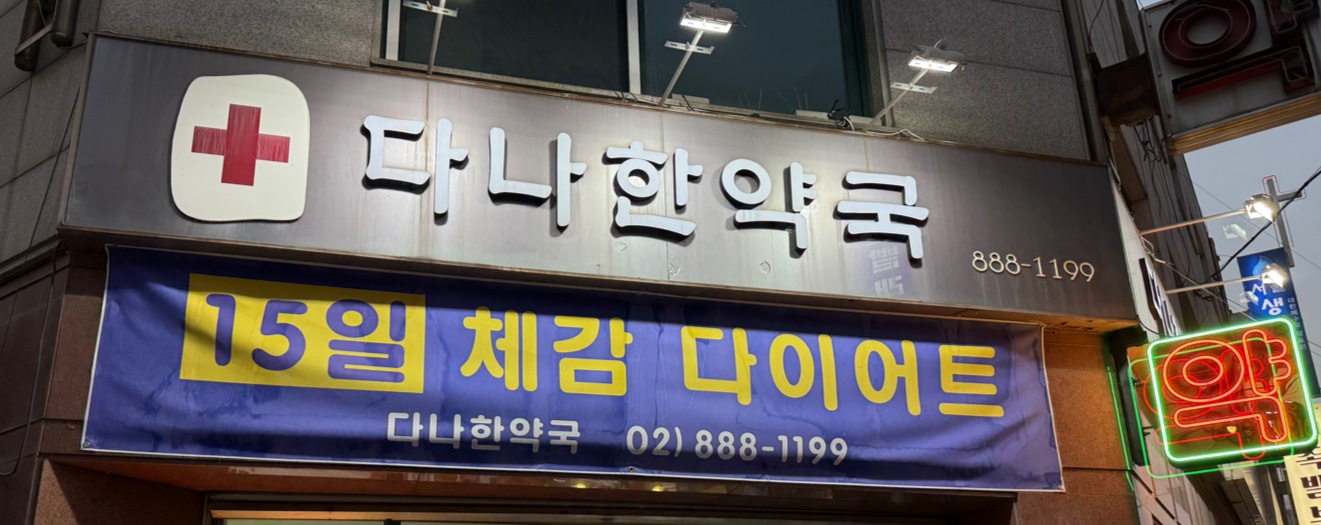 다나한약국
888-1199
15일 체감 다이어트
다나한약국 02) 888-1199
약